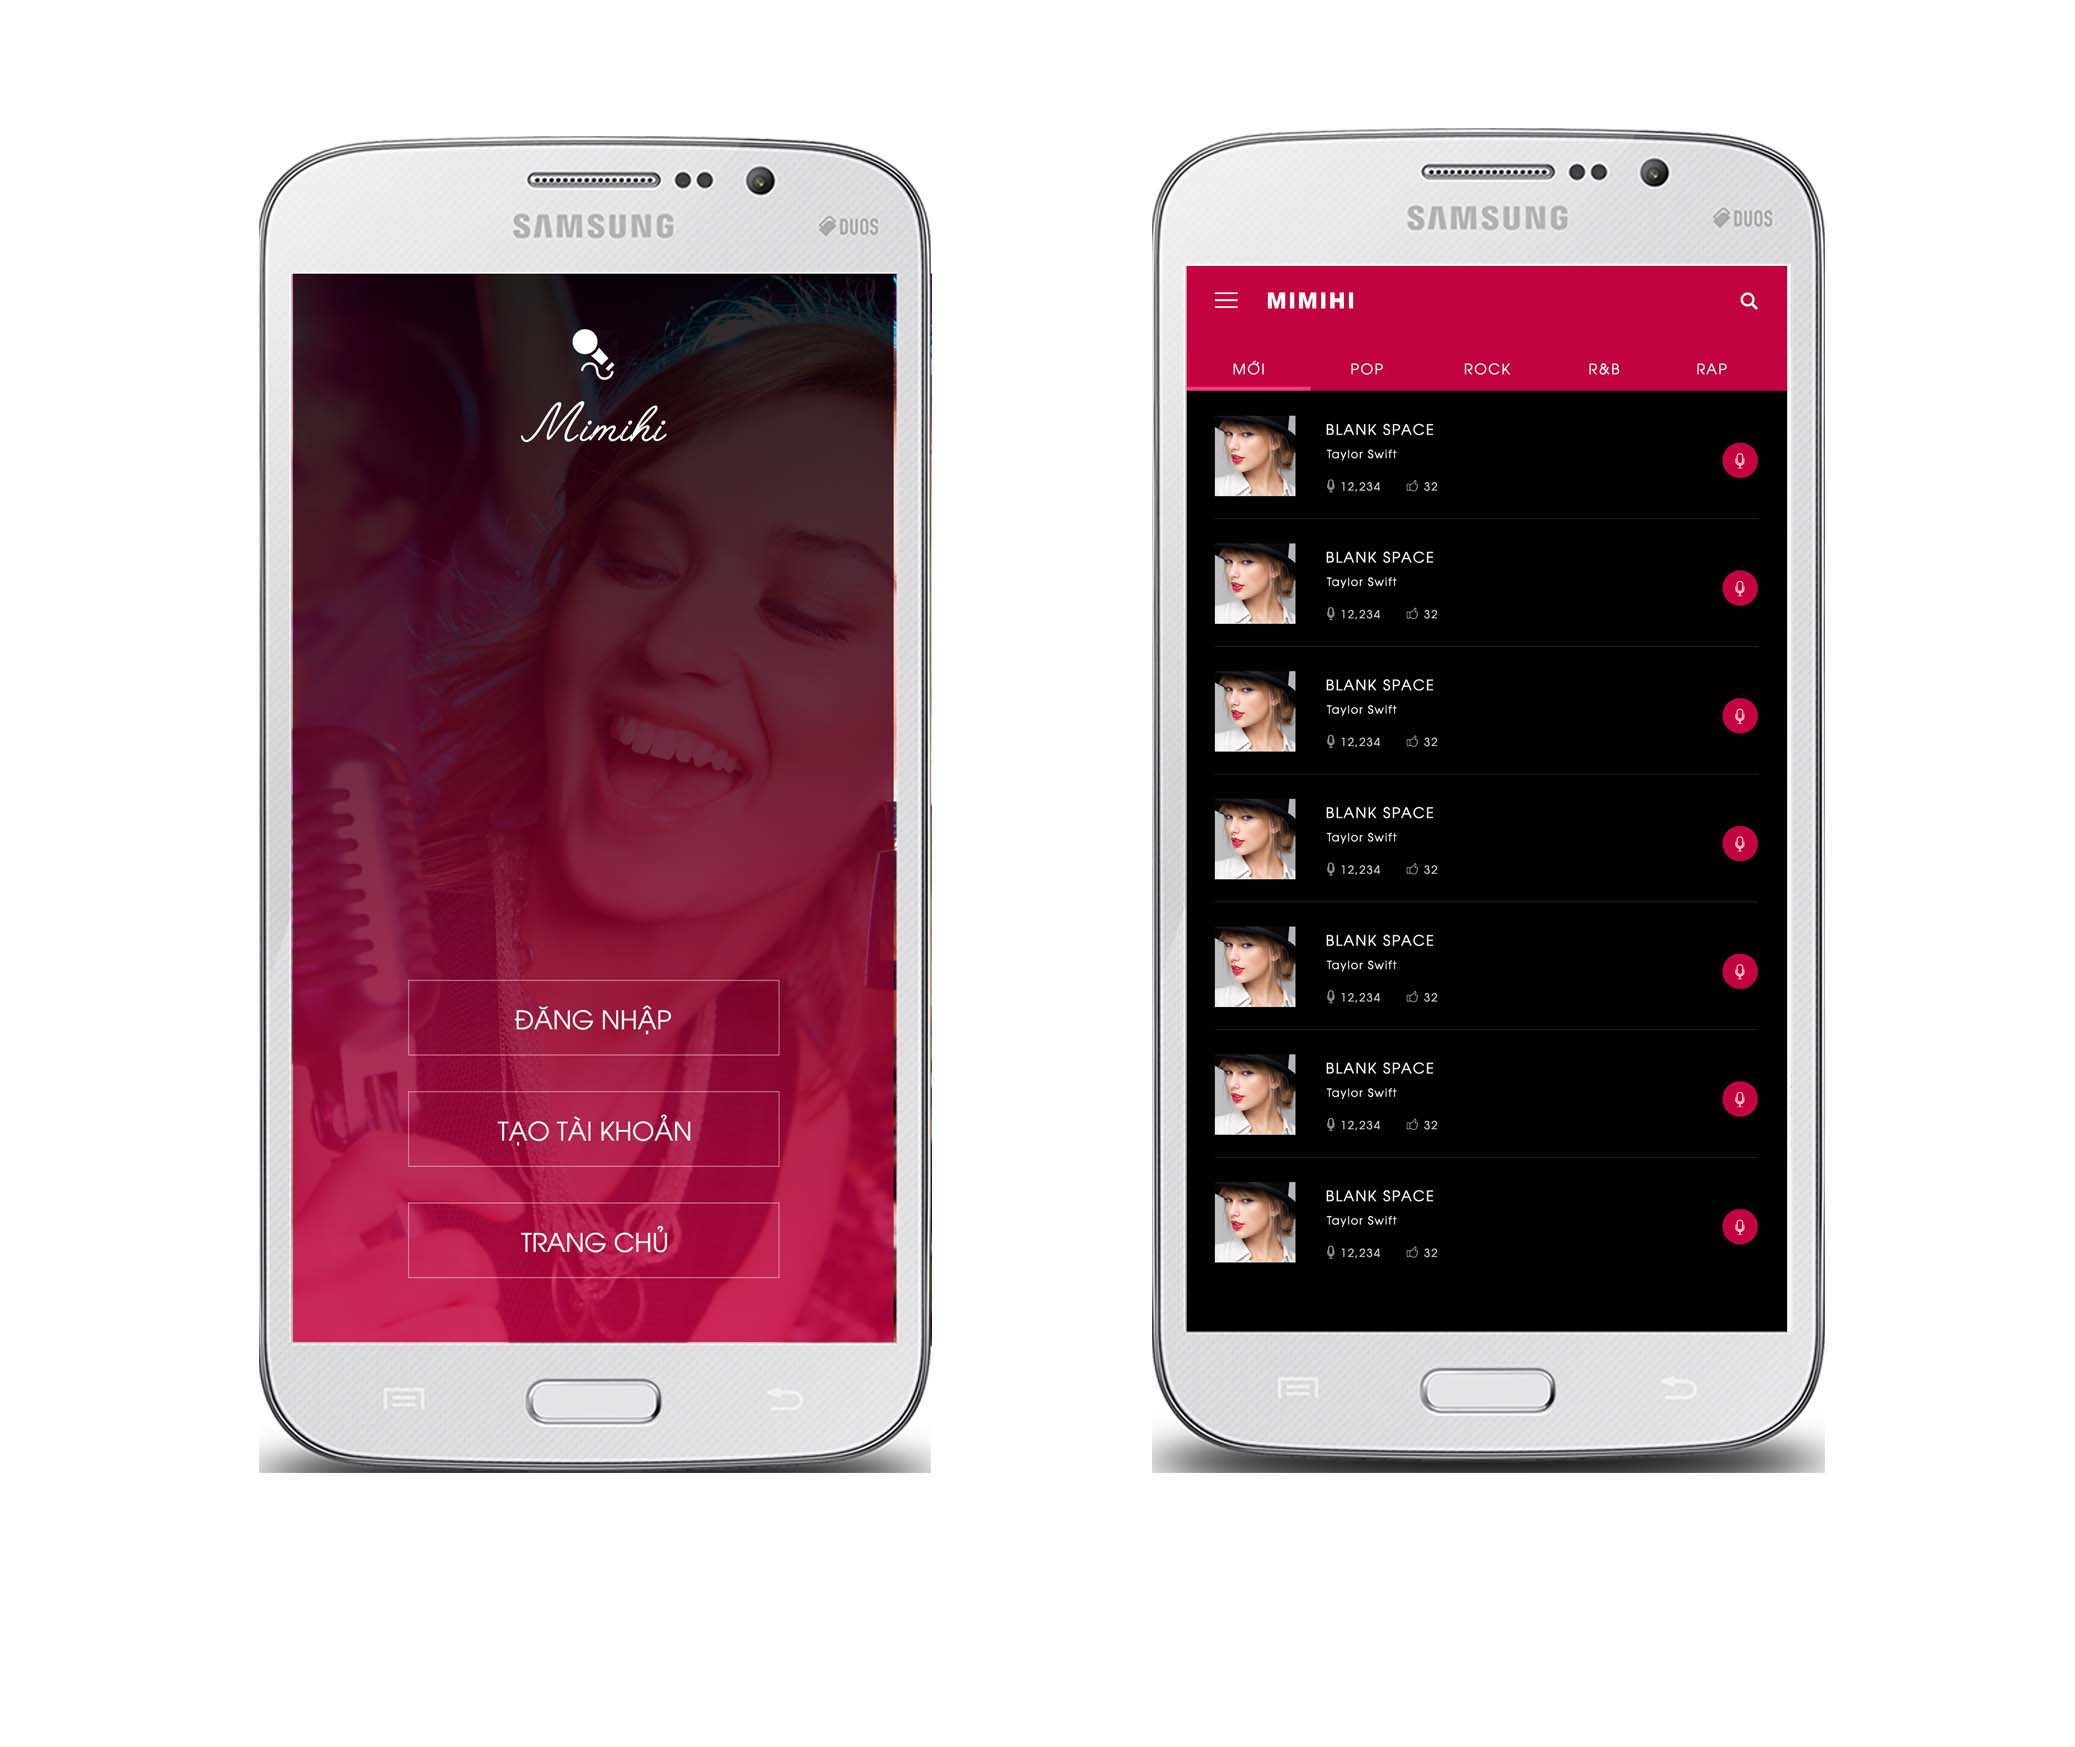 SAMSUNG
DUOS
Mimihi
ĐĂNG NHẬP
TẠO TÀI KHOẢN
TRANG CHỦ
SAMSUNG
DUOS
MIMIHI
MỚI POP ROCK R&B RAP
BLANK SPACE
Taylor Swift
12,234 32
BLANK SPACE
Taylor Swift
12,234 32
BLANK SPACE
Taylor Swift
12,234 32
BLANK SPACE
Taylor Swift
12,234 32
BLANK SPACE
Taylor Swift
12,234 32
BLANK SPACE
Taylor Swift
12,234 32
BLANK SPACE
Taylor Swift
12,234 32